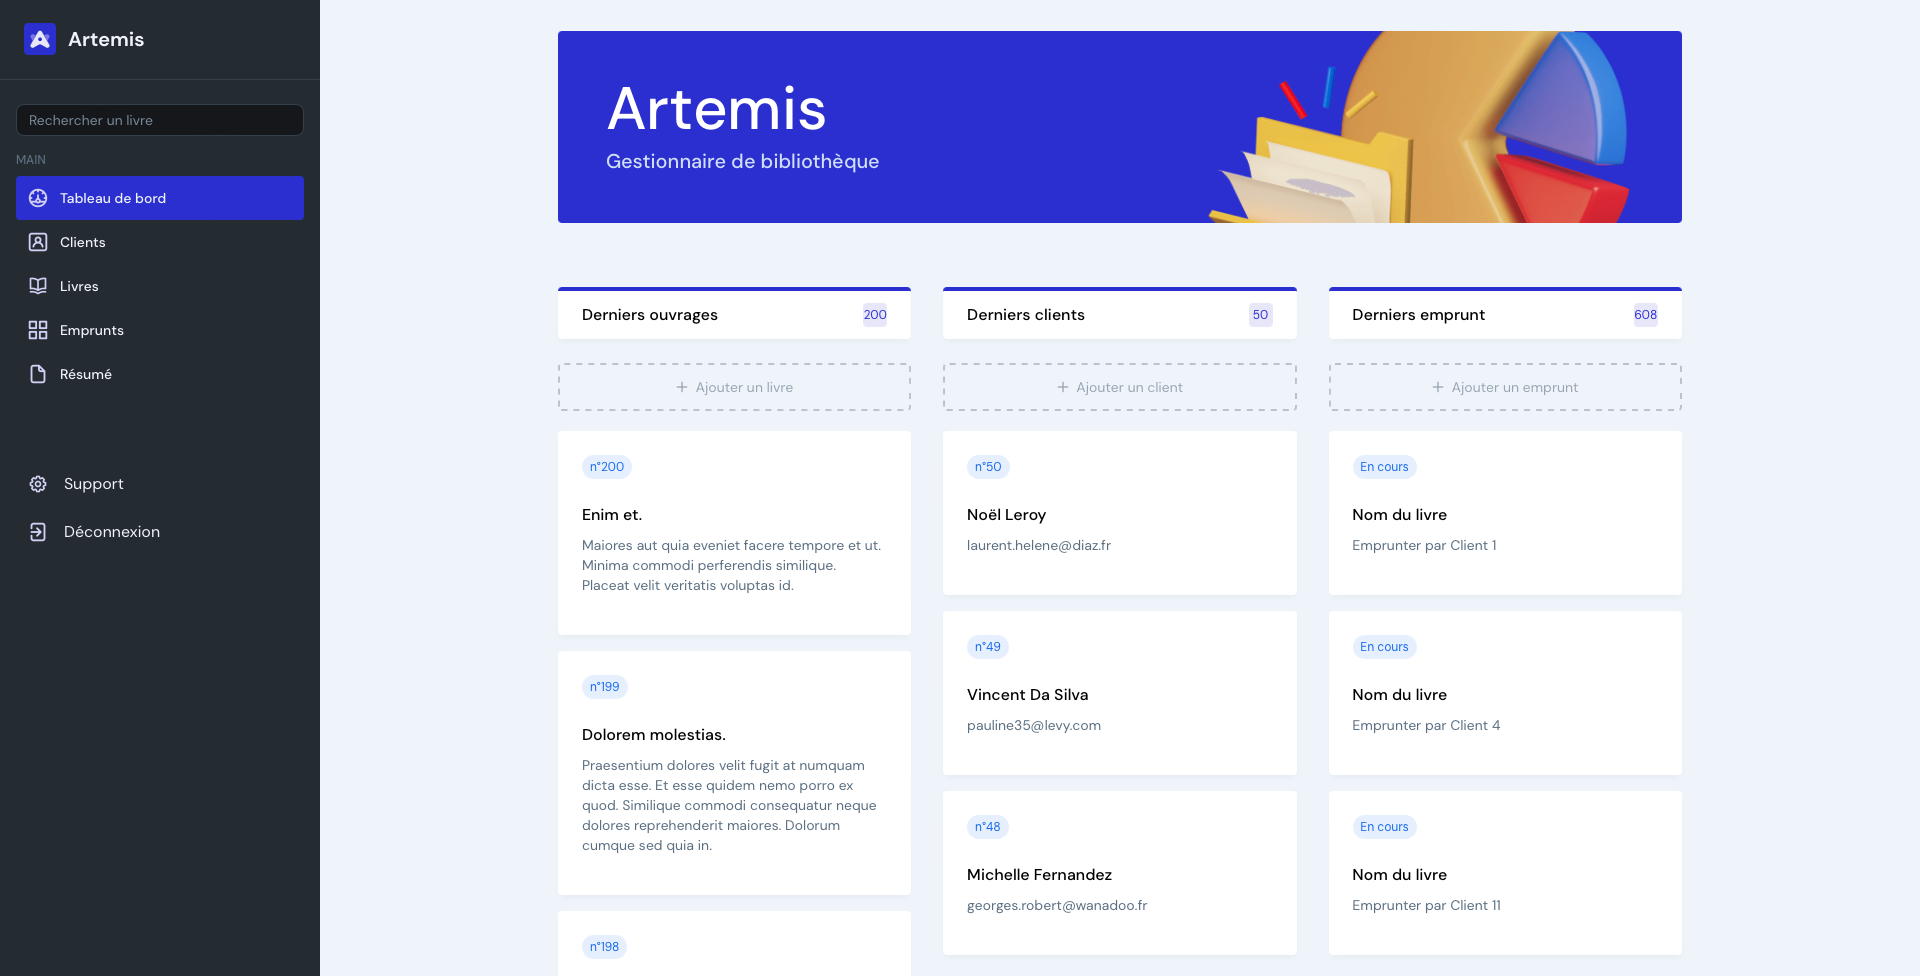 Artemis
Rechercher un livre
MAIN
Tableau de bord
Clients
Livres
Emprunts
Résumé
Support
Déconnexion
Artemis
Gestionnaire de bibliothèque
Derniers ouvrages
200
Ajouter un livre
n°200
Enim et.
Maiores aut quia eveniet facere tempore et ut.
Minima commodi perferendis similique.
Placeat velit veritatis voluptas id.
n°199
Dolorem molestias.
Praesentium dolores velit fugit at numquam
dicta esse. Et esse quidem nemo porro ex
quod. Similique commodi consequatur neque
dolores reprehenderit maiores. Dolorum
cumque sed quia in.
n°198
Derniers clients
50
Ajouter un client
n°50
Noël Leroy
laurent.helene@diaz.fr
n°49
Vincent Da Silva
pauline35@levy.com
n°48
Michelle Fernandez
georges.robert@wanadoo.fr
Derniers emprunt
608
Ajouter un emprunt
En cours
Nom du livre
Emprunter par Client 1
En cours
Nom du livre
Emprunter par Client 4
En cours
Nom du livre
Emprunter par Client 11